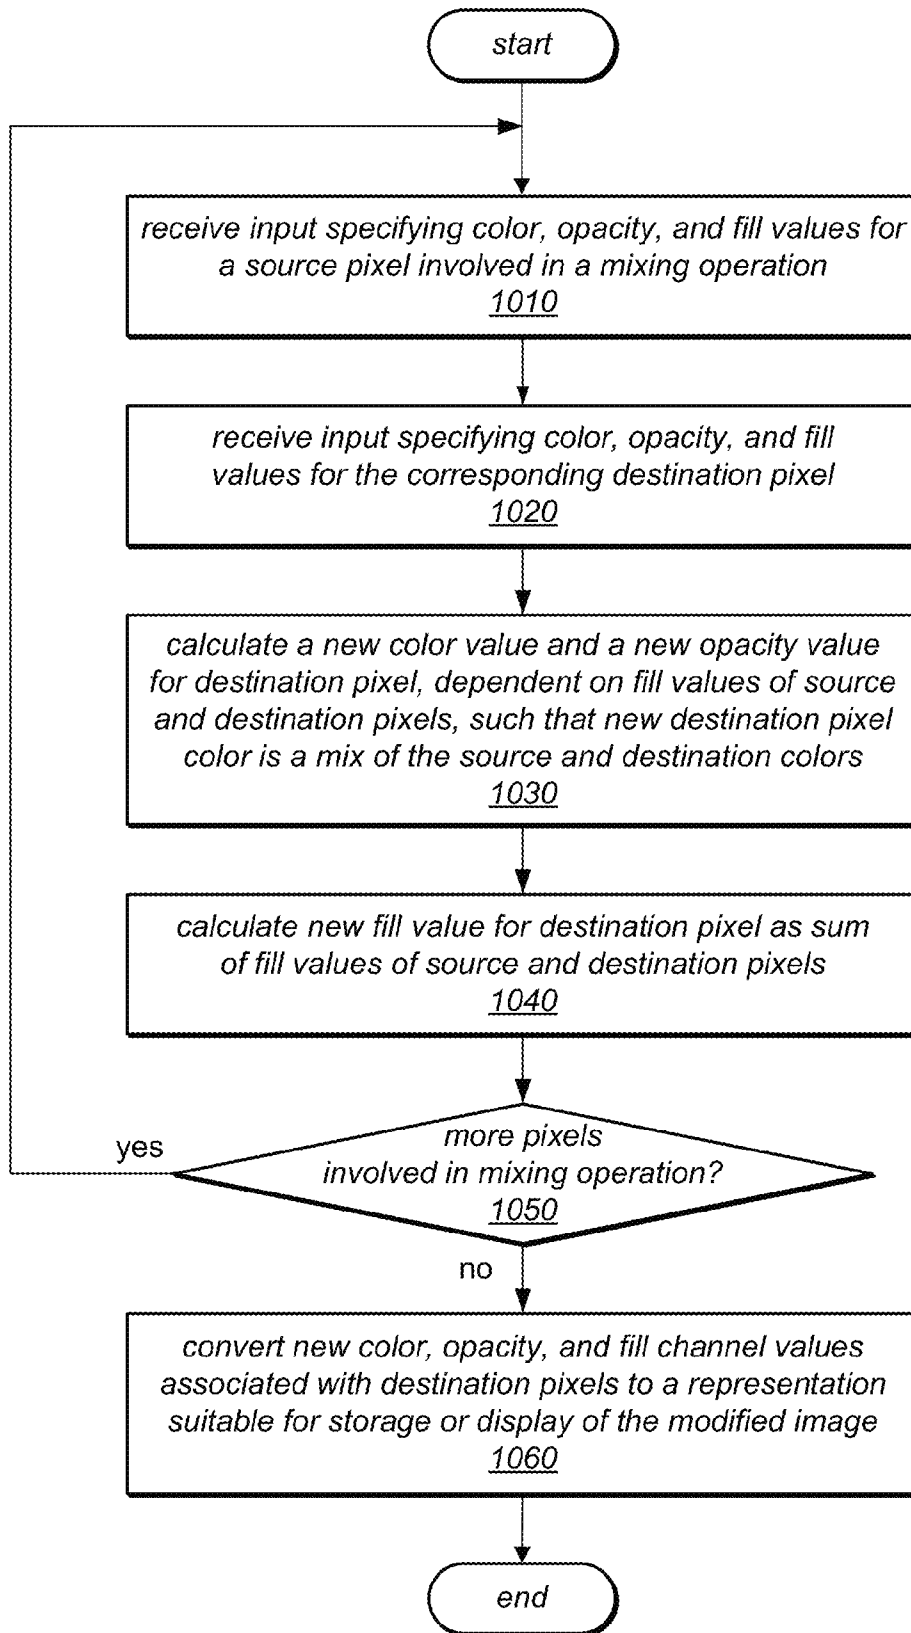 start
receive input specifying color, opacity, and fill values for
a source pixel involved in a mixing operation
1010
receive input specifying color, opacity, and fill
values for the corresponding destination pixel
1020
calculate a new color value and a new opacity value
for destination pixel, dependent on fill values of source
and destination pixels, such that new destination pixel
color is a mix of the source and destination colors
1030
calculate new fill value for destination pixel as sum
of fill values of source and destination pixels
1040
yes
more pixels
involved in mixing operation?
1050
no
convert new color, opacity, and fill channel values
associated with destination pixels to a representation
suitable for storage or display of the modified image
1060
end